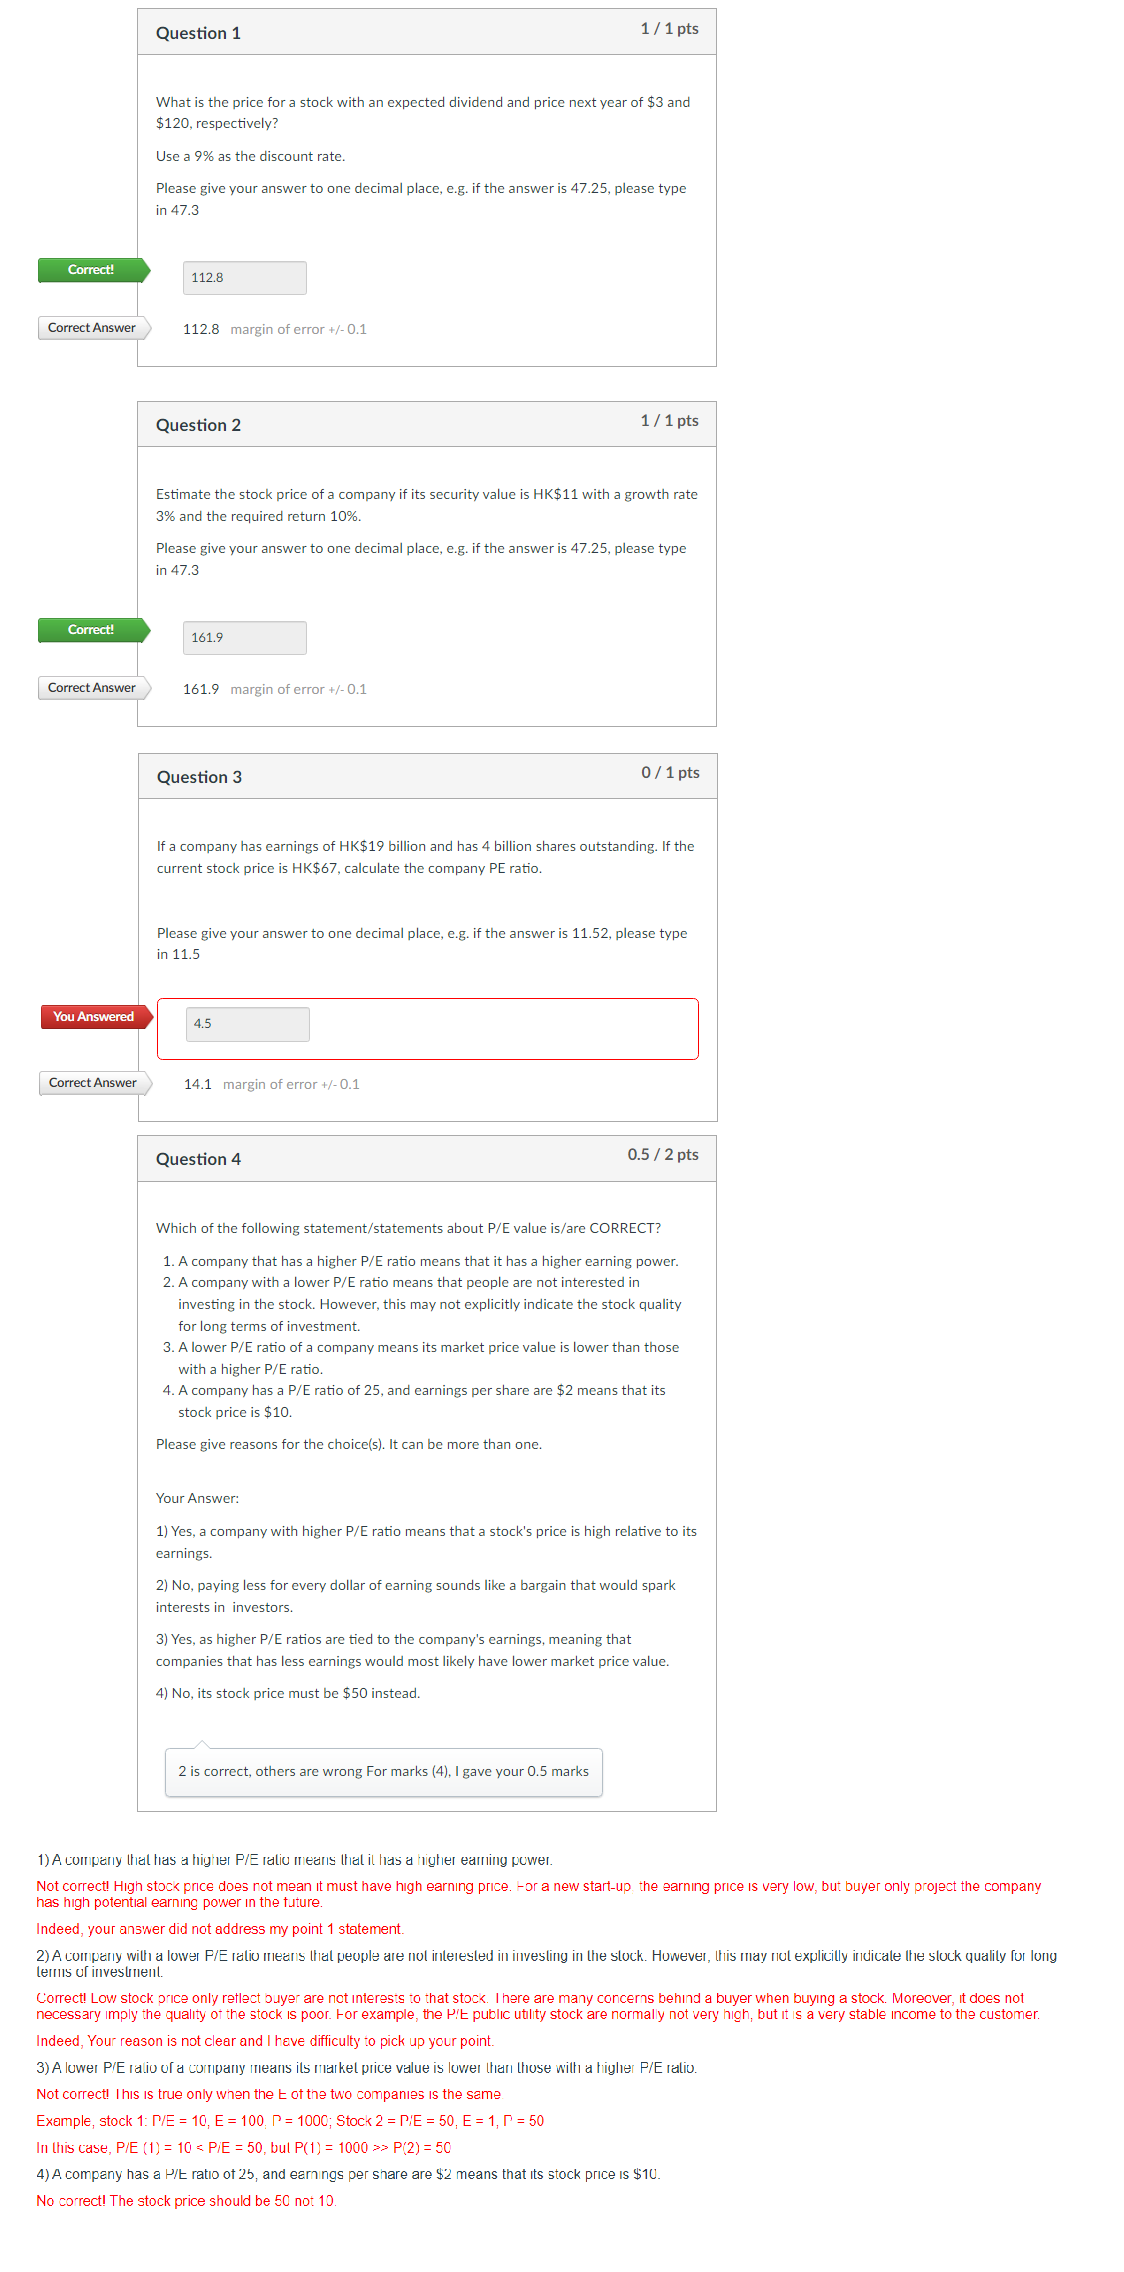 Question 1
1 / 1 pts
What is the price for a stock with an expected dividend and price next year of $3 and
$120, respectively?
Use a 9% as the discount rate.
Please give your answer to one decimal place, e.g. if the answer is 47.25, please type
in 47.3
Correct!
112.8
Correct Answer
112.8 margin of error +/- 0.1
Question 2
1 / 1 pts
Estimate the stock price of a company if its security value is HK$11 with a growth rate
3% and the required return 10%.
Please give your answer to one decimal place, e.g. if the answer is 47.25, please type
in 47.3
Correct!
161.9
Correct Answer
161.9 margin of error +/- 0.1
Question 3
0 / 1 pts
If a company has earnings of HK$19 billion and has 4 billion shares outstanding. If the
current stock price is HK$67, calculate the company PE ratio.
Please give your answer to one decimal place, e.g. if the answer is 11.52, please type
in 11.5
You Answered
4.5
Correct Answer
14.1 margin of error +/- 0.1
Question 4
0.5 / 2 pts
Which of the following statement/statements about P/E value is/are CORRECT?
1. A company that has a higher P/E ratio means that it has a higher earning power.
2. A company with a lower P/E ratio means that people are not interested in
investing in the stock. However, this may not explicitly indicate the stock quality
for long terms of investment.
3. A lower P/E ratio of a company means its market price value is lower than those
with a higher P/E ratio.
4. A company has a P/E ratio of 25, and earnings per share are $2 means that its
stock price is $10.
Please give reasons for the choice(s). It can be more than one.
Your Answer:
1) Yes, a company with higher P/E ratio means that a stock's price is high relative to its
earnings.
2) No, paying less for every dollar of earning sounds like a bargain that would spark
interests in investors.
3) Yes, as higher P/E ratios are tied to the company's earnings, meaning that
companies that has less earnings would most likely have lower market price value.
4) No, its stock price must be $50 instead.
2 is correct, others are wrong For marks (4), I gave your 0.5 marks
1) A company that has a higher P/E ratio means that it has a higher earning power.
Not correct! High stock price does not mean it must have high earning price. For a new start-up, the earning price is very low, but buyer only project the company
has high potential earning power in the future.
Indeed, your answer did not address my point 1 statement.
2) A company with a lower P/E ratio means that people are not interested in investing in the stock. However, this may not explicitly indicate the stock quality for long
terms of investment.
Correct! Low stock price only reflect buyer are not interests to that stock. There are many concerns behind a buyer when buying a stock. Moreover, it does not
necessary imply the quality of the stock is poor. For example, the P/E public utility stock are normally not very high, but it is a very stable income to the customer.
Indeed, Your reason is not clear and I have difficulty to pick up your point.
3) A lower P/E ratio of a company means its market price value is lower than those with a higher P/E ratio.
Not correct! This is true only when the E of the two companies is the same
Example, stock 1: P/E = 10, E = 100, P = 1000; Stock 2 = P/E = 50, E = 1, P = 50
In this case, P/E (1) = 10 < P/E = 50, but P(1) = 1000 >> P(2) = 50
4) A company has a P/E ratio of 25, and earnings per share are $2 means that its stock price is $10.
No correct! The stock price should be 50 not 10.